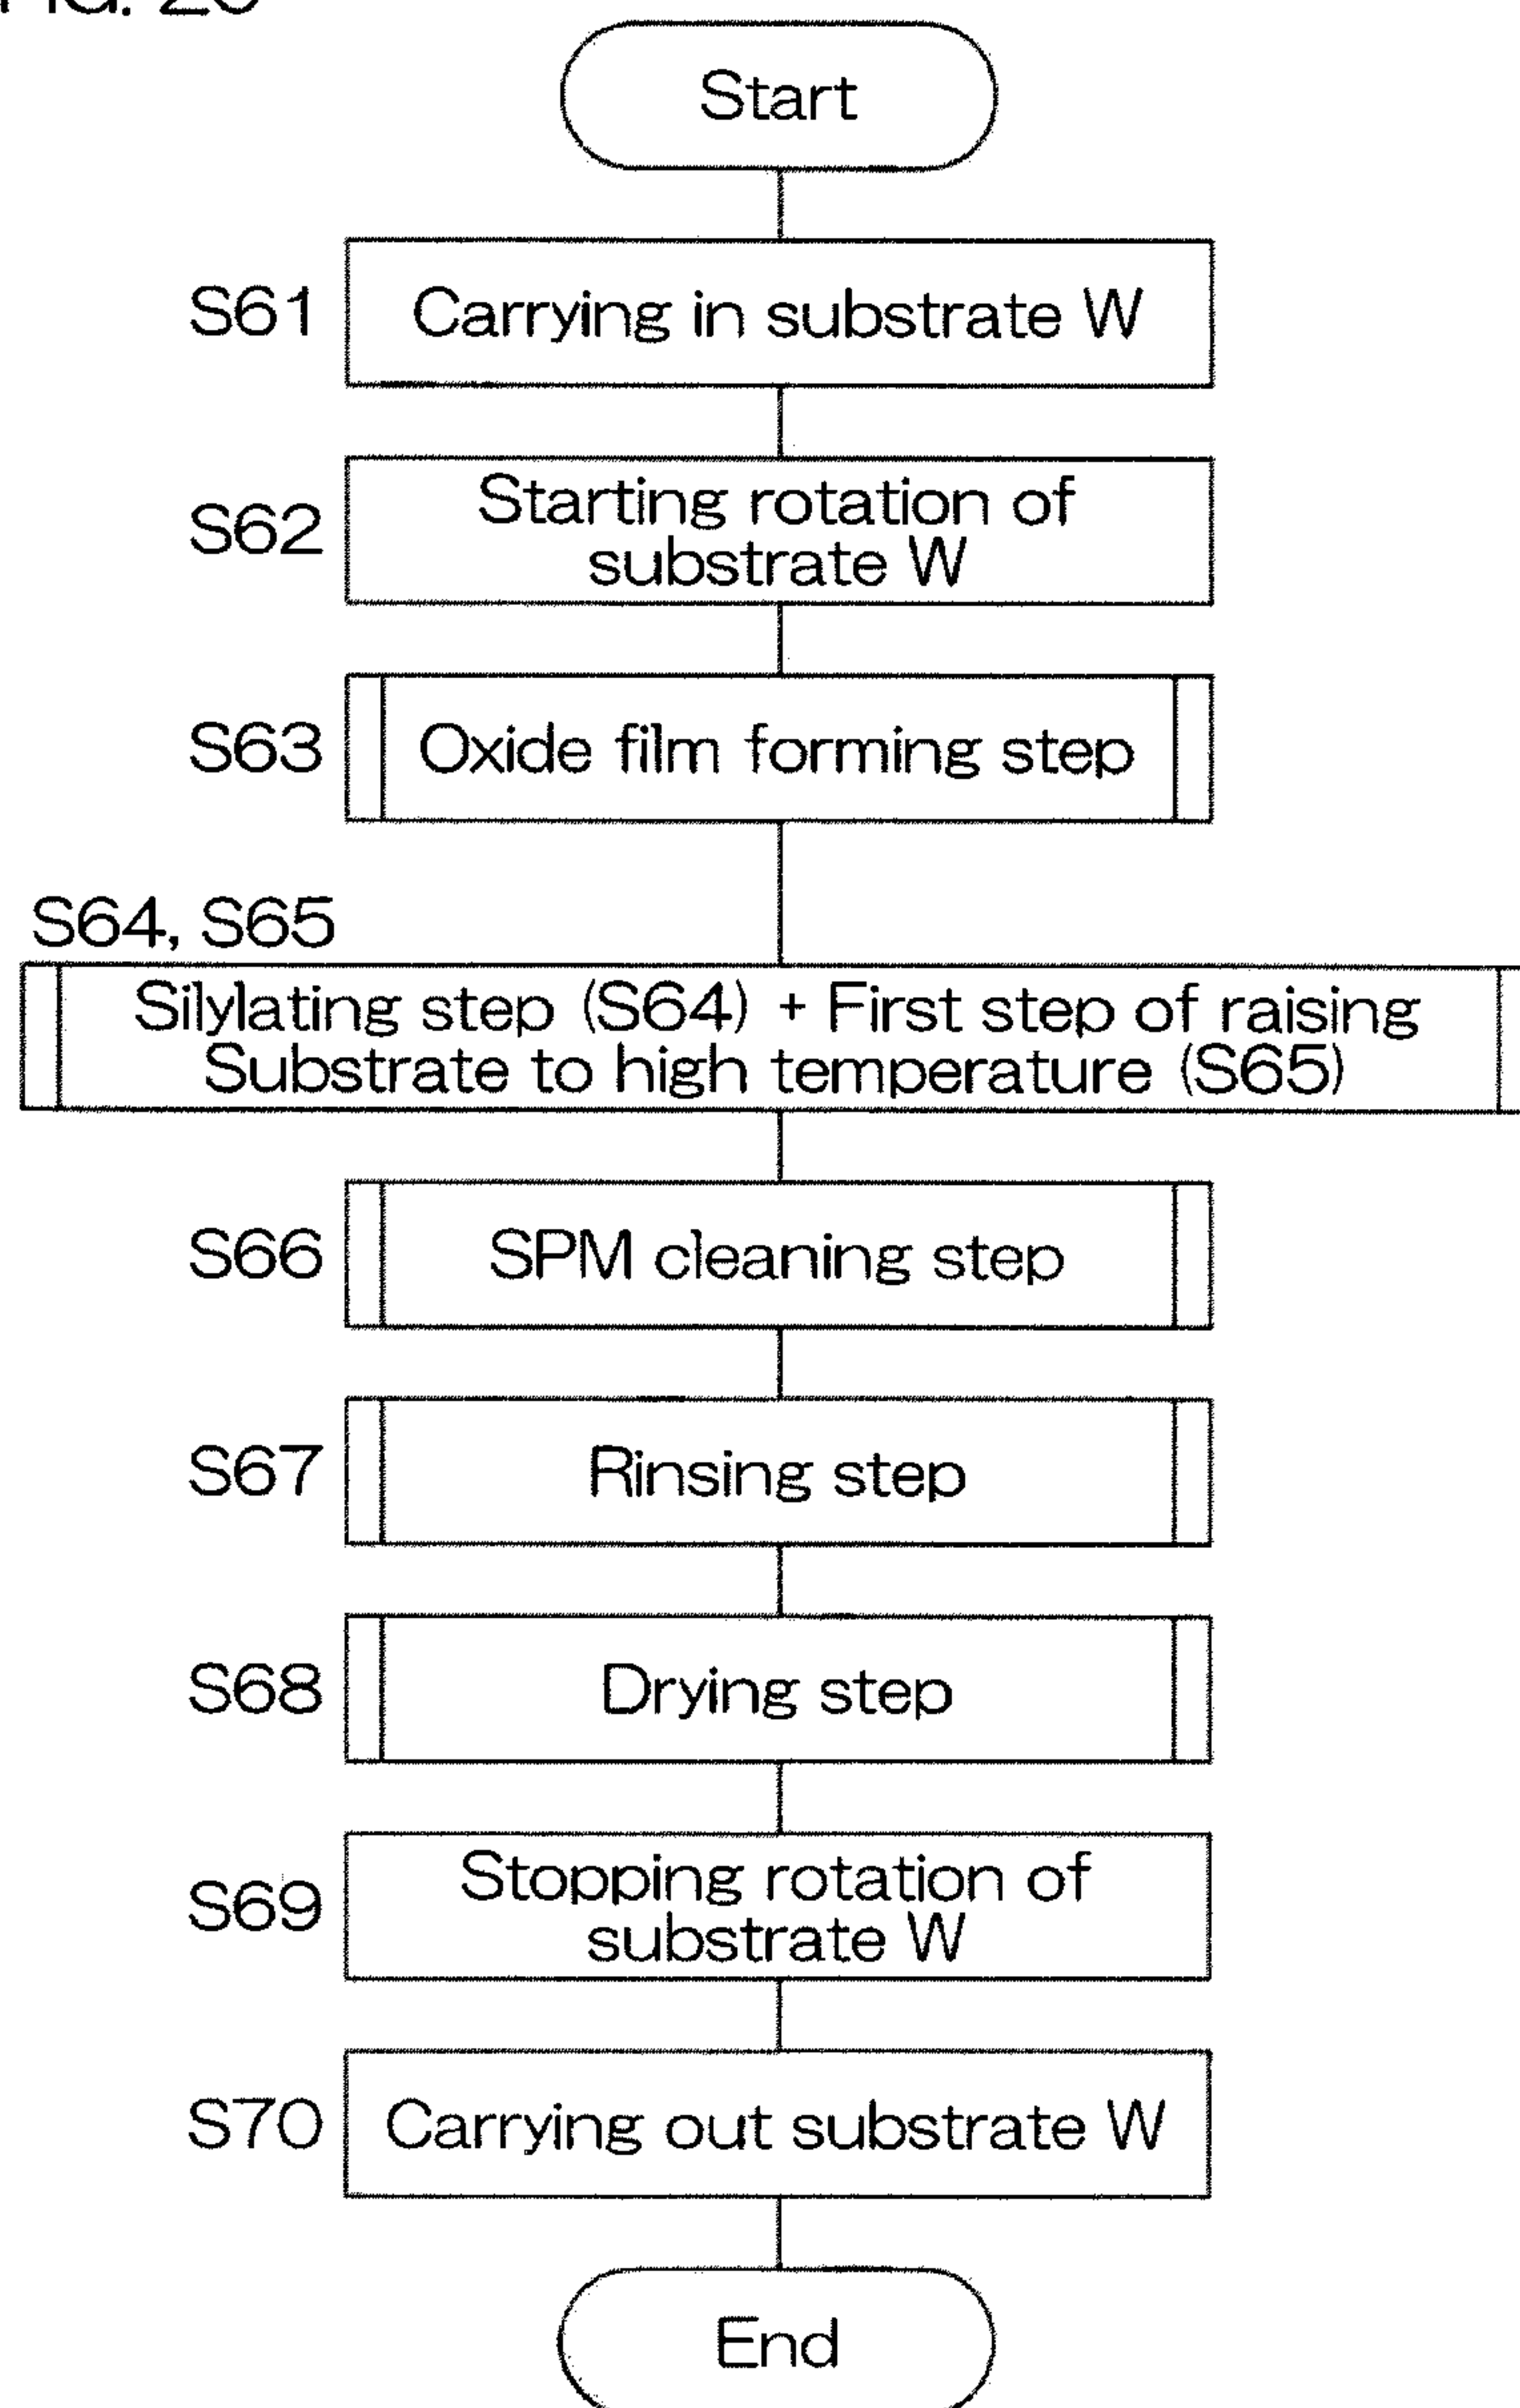 Start
S61
Carrying in substrate W
S62
Starting rotation of
substrate W
S63
Oxide film forming step
S64, S65
Silylating step (S64) + First step of raising
Substrate to high temperature (S65)
S66
SPM cleaning step
S67
Rinsing step
S68
Drying step
S69
Stopping rotation of
substrate W
S70
Carrying out substrate W
End